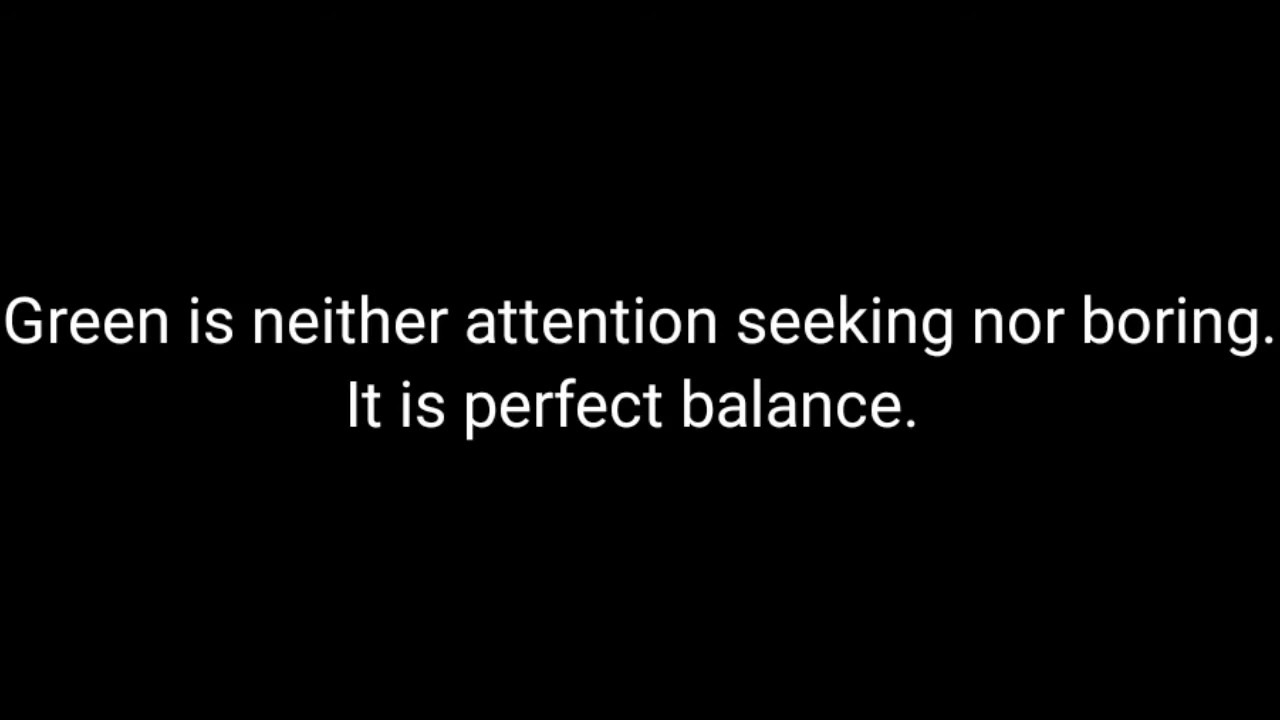 Green is neither attention seeking nor boring.
It is perfect balance.